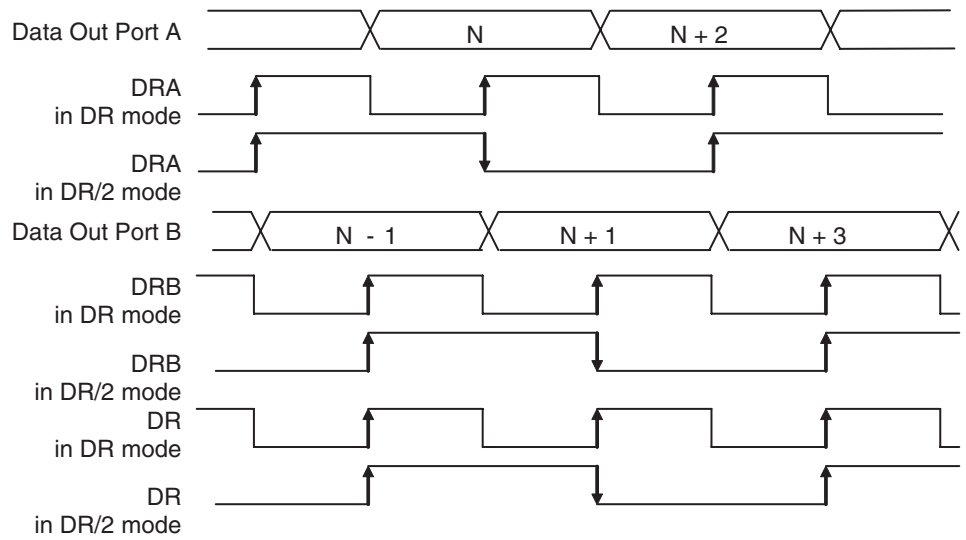 Data Out Port A
N
N + 2
DRA
in DR mode
DRA
in DR/2 mode
Data Out Port B
N - 1
N + 1
N + 3
DRB
in DR mode
DRB
in DR/2 mode
DR
in DR mode
DR
in DR/2 mode